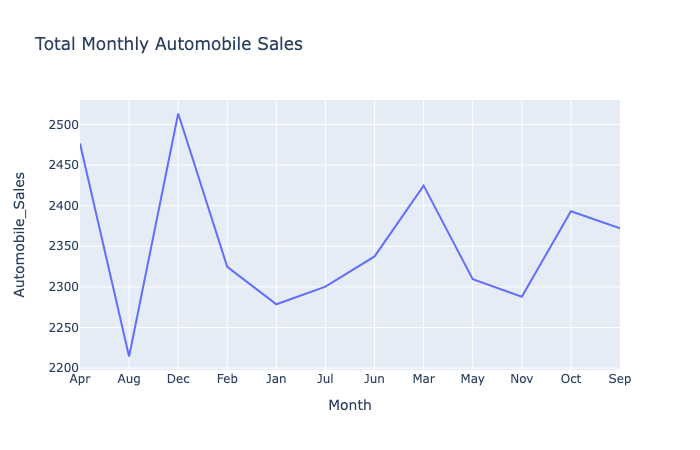 Total Monthly Automobile Sales
2500
2450
2400
2350
2300
2250
2200
Automobile_Sales
Apr Aug Dec Feb Jan Jul Jun Mar May Nov Oct Sep
Month